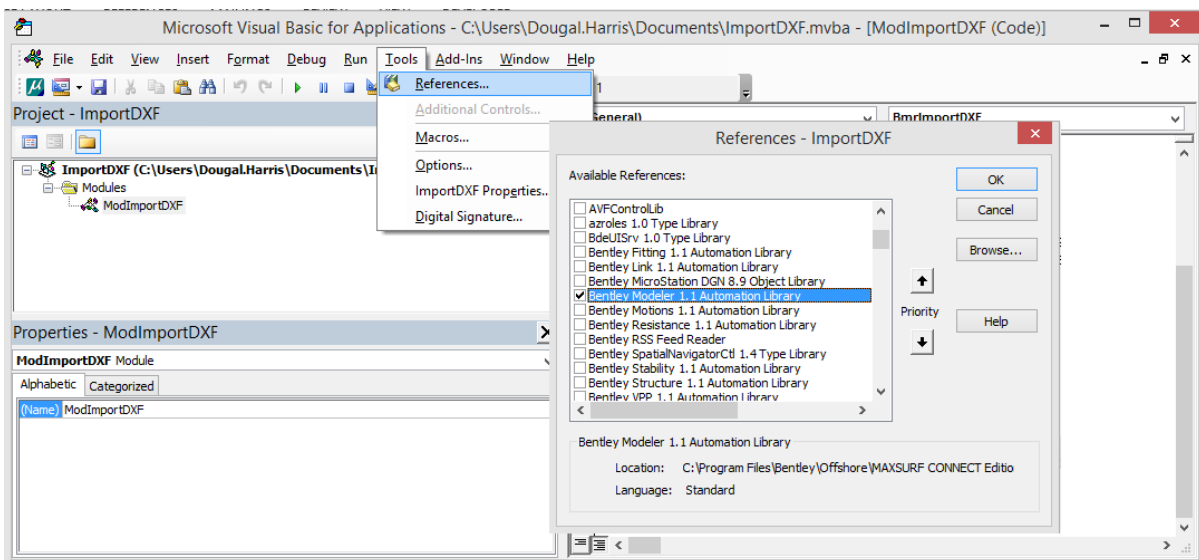 Microsoft Visual Basic for Applications - C:\Users\Dougal.Harris\Documents\ImportDXF.mvba - [ModImportDXF (Code)]
File Edit View Insert Format Debug Run Tools Add-Ins Window Help
References...
Additional Controls...
Macros...
Options...
ImportDXF Properties...
Digital Signature...
Project - ImportDXF
ImportDXF (C:\Users\Dougal.Harris\Documents\I
Modules
ModImportDXF
General)
BmrImportDXF
References - ImportDXF
Available References:
AVFControlLib
azroles 1.0 Type Library
BdeUISrv 1.0 Type Library
Bentley Fitting 1.1 Automation Library
Bentley Link 1.1 Automation Library
Bentley MicroStation DGN 8.9 Object Library
Bentley Modeler 1.1 Automation Library
Bentley Motions 1.1 Automation Library
Bentley Resistance 1.1 Automation Library
Bentley RSS Feed Reader
Bentley SpatialNavigatorCtl 1.4 Type Library
Bentley Stability 1.1 Automation Library
Bentley Structure 1.1 Automation Library
Bentley VPP 1.1 Automation Library
OK
Cancel
Browse...
Priority
Help
Bentley Modeler 1.1 Automation Library
Location: C:\Program Files\Bentley\Offshore\MAXSURF CONNECT Editio
Language: Standard
Properties - ModImportDXF
ModImportDXF Module
Alphabetic Categorized
(Name) ModImportDXF